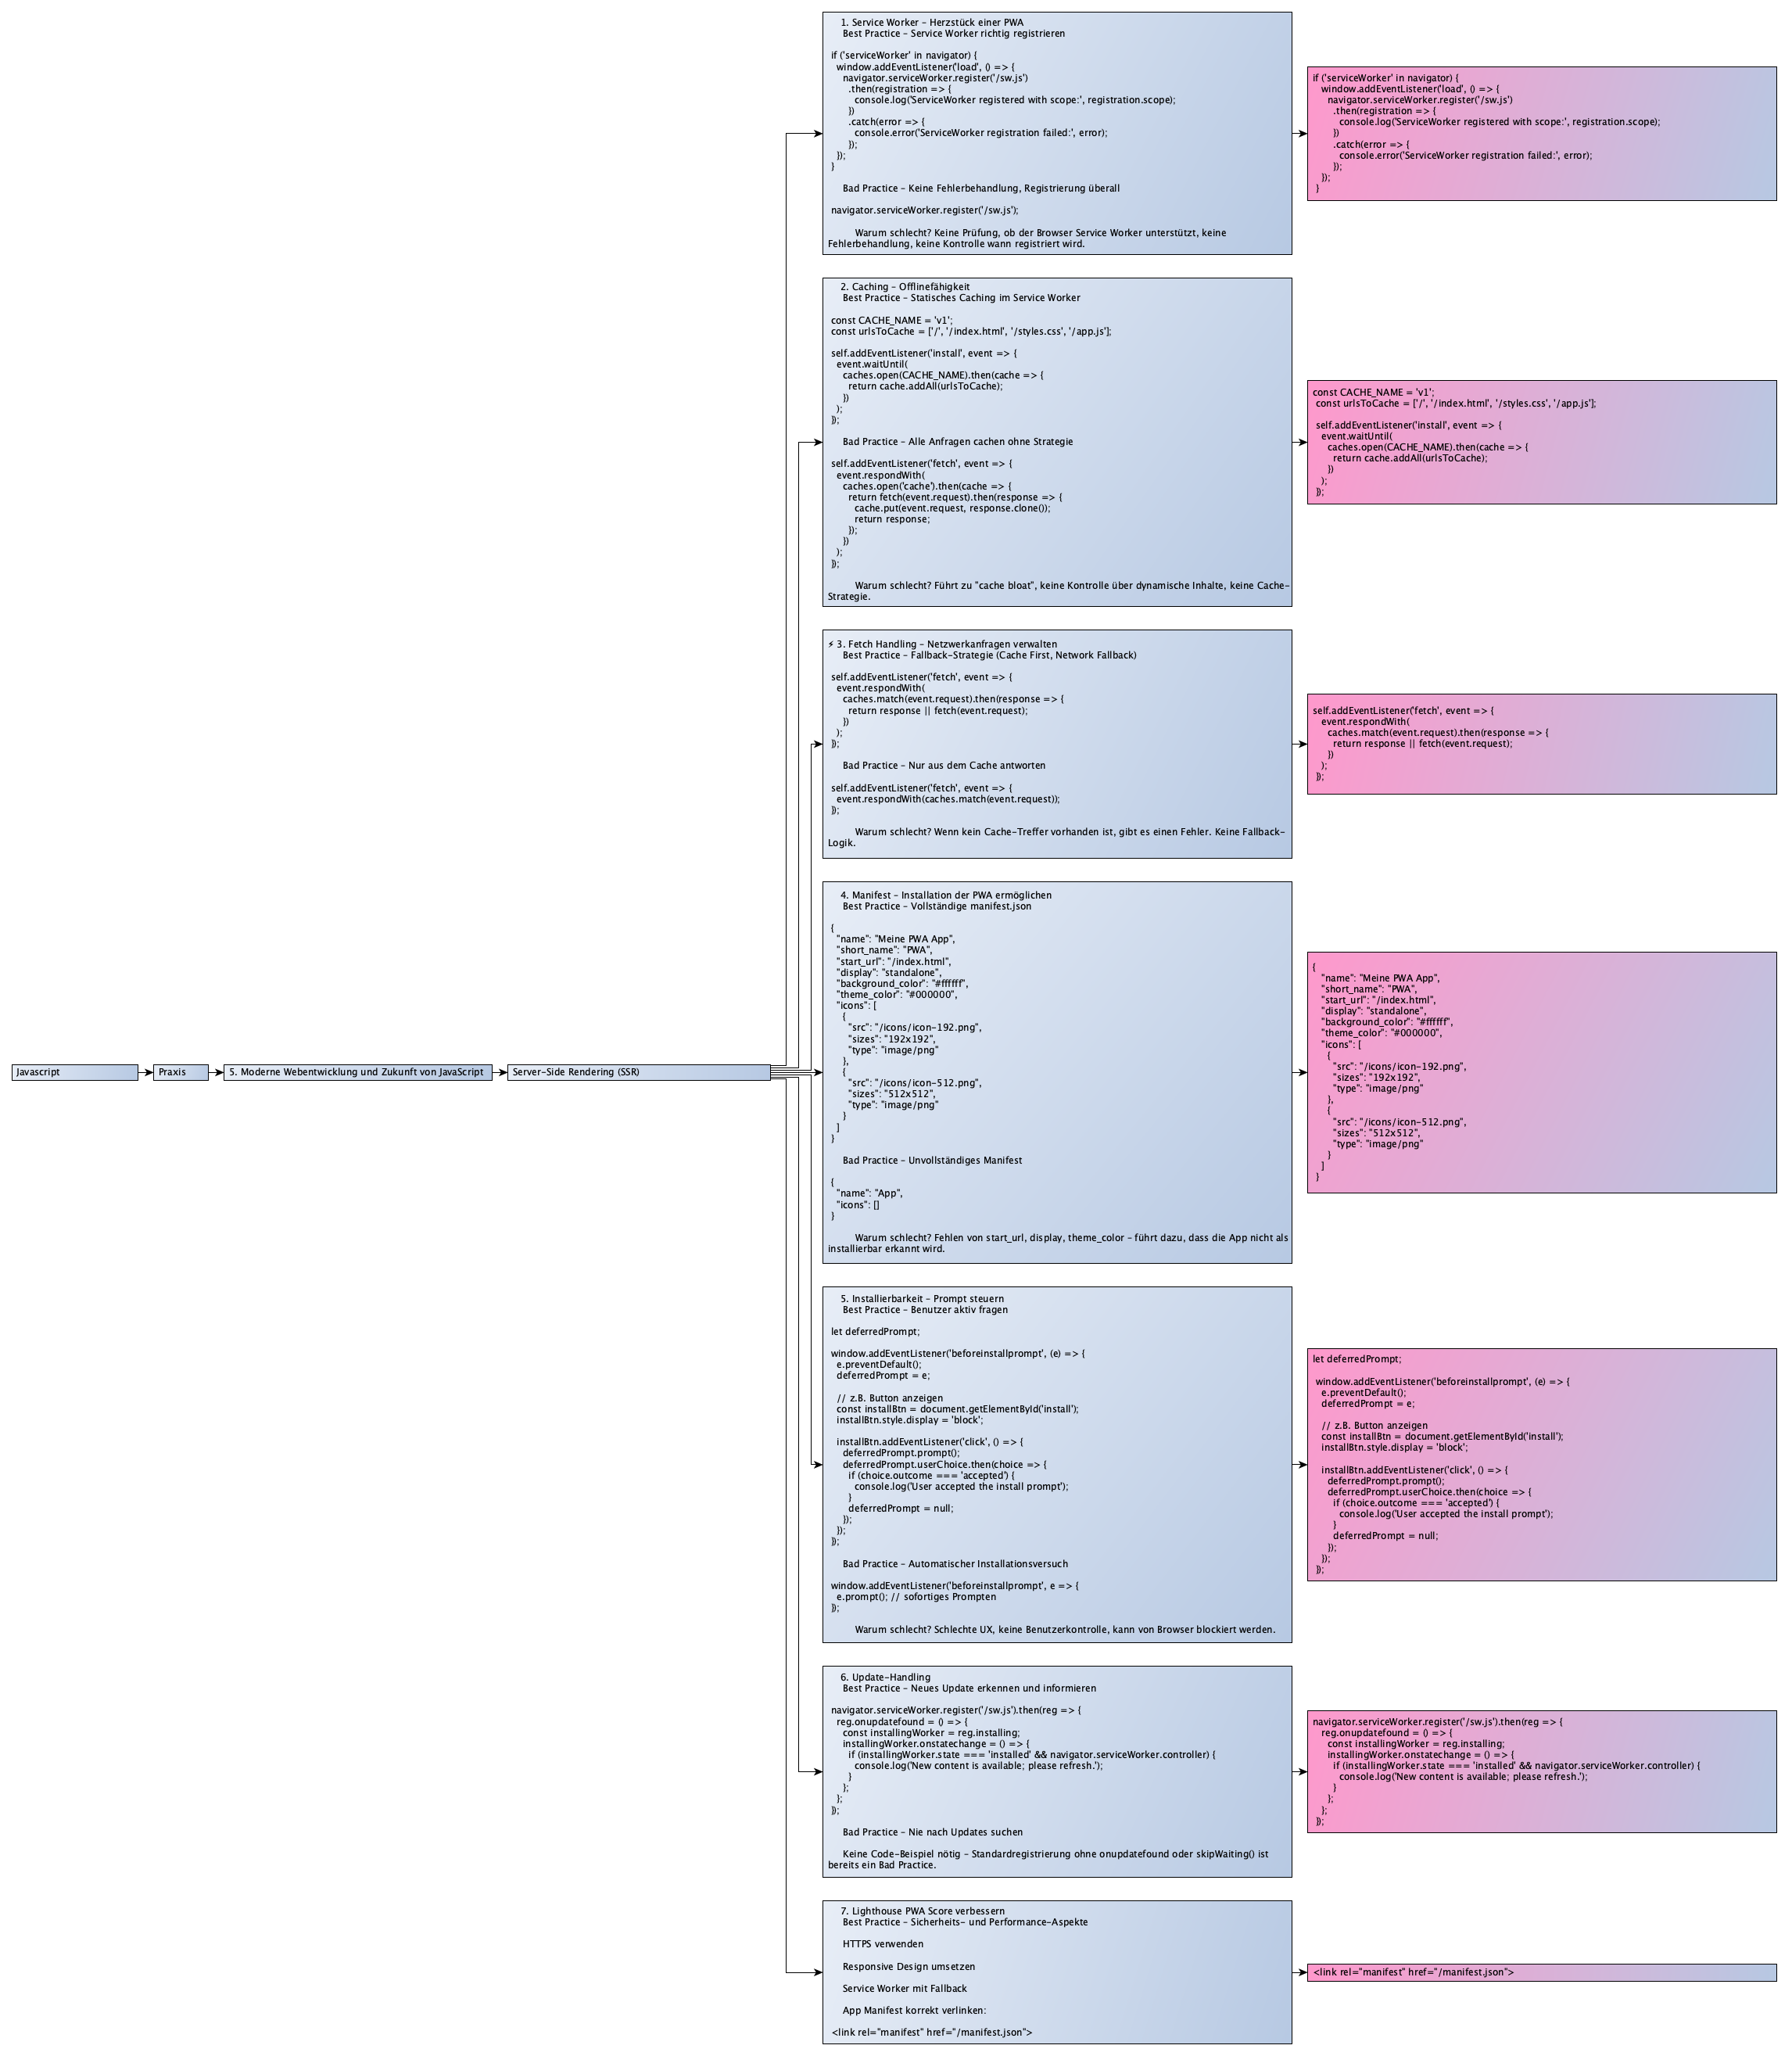 Javascript
Praxis
5. Moderne Webentwicklung und Zukunft von JavaScript
Server-Side Rendering (SSR)
1. Service Worker – Herzstück einer PWA
Best Practice – Service Worker richtig registrieren
if ('serviceWorker' in navigator) {
window.addEventListener('load', () => {
navigator.serviceWorker.register('/sw.js')
.then(registration => {
console.log('ServiceWorker registered with scope:', registration.scope);
})
.catch(error => {
console.error('ServiceWorker registration failed:', error);
});
});
}
Bad Practice – Keine Fehlerbehandlung, Registrierung überall
navigator.serviceWorker.register('/sw.js');
Warum schlecht? Keine Prüfung, ob der Browser Service Worker unterstützt, keine
Fehlerbehandlung, keine Kontrolle wann registriert wird.
if ('serviceWorker' in navigator) {
window.addEventListener('load', () => {
navigator.serviceWorker.register('/sw.js')
.then(registration => {
console.log('ServiceWorker registered with scope:', registration.scope);
})
.catch(error => {
console.error('ServiceWorker registration failed:', error);
});
});
}
2. Caching – Offlinefähigkeit
Best Practice – Statisches Caching im Service Worker
const CACHE_NAME = 'v1';
const urlsToCache = ['/', '/index.html', '/styles.css', '/app.js'];
self.addEventListener('install', event => {
event.waitUntil(
caches.open(CACHE_NAME).then(cache => {
return cache.addAll(urlsToCache);
})
);
});
Bad Practice – Alle Anfragen cachen ohne Strategie
self.addEventListener('fetch', event => {
event.respondWith(
caches.open('cache').then(cache => {
return fetch(event.request).then(response => {
cache.put(event.request, response.clone());
return response;
});
})
);
});
Warum schlecht? Führt zu "cache bloat", keine Kontrolle über dynamische Inhalte, keine Cache-
Strategie.
const CACHE_NAME = 'v1';
const urlsToCache = ['/', '/index.html', '/styles.css', '/app.js'];
self.addEventListener('install', event => {
event.waitUntil(
caches.open(CACHE_NAME).then(cache => {
return cache.addAll(urlsToCache);
})
);
});
⚡ 3. Fetch Handling – Netzwerkanfragen verwalten
Best Practice – Fallback-Strategie (Cache First, Network Fallback)
self.addEventListener('fetch', event => {
event.respondWith(
caches.match(event.request).then(response => {
return response || fetch(event.request);
})
);
});
Bad Practice – Nur aus dem Cache antworten
self.addEventListener('fetch', event => {
event.respondWith(caches.match(event.request));
});
Warum schlecht? Wenn kein Cache-Treffer vorhanden ist, gibt es einen Fehler. Keine Fallback-
Logik.
self.addEventListener('fetch', event => {
event.respondWith(
caches.match(event.request).then(response => {
return response || fetch(event.request);
})
);
});
4. Manifest – Installation der PWA ermöglichen
Best Practice – Vollständige manifest.json
{
"name": "Meine PWA App",
"short_name": "PWA",
"start_url": "/index.html",
"display": "standalone",
"background_color": "#ffffff",
"theme_color": "#000000",
"icons": [
{
"src": "/icons/icon-192.png",
"sizes": "192x192",
"type": "image/png"
},
{
"src": "/icons/icon-512.png",
"sizes": "512x512",
"type": "image/png"
}
]
}
Bad Practice – Unvollständiges Manifest
{
"name": "App",
"icons": []
}
Warum schlecht? Fehlen von start_url, display, theme_color – führt dazu, dass die App nicht als
installierbar erkannt wird.
{
"name": "Meine PWA App",
"short_name": "PWA",
"start_url": "/index.html",
"display": "standalone",
"background_color": "#ffffff",
"theme_color": "#000000",
"icons": [
{
"src": "/icons/icon-192.png",
"sizes": "192x192",
"type": "image/png"
},
{
"src": "/icons/icon-512.png",
"sizes": "512x512",
"type": "image/png"
}
]
}
5. Installierbarkeit – Prompt steuern
Best Practice – Benutzer aktiv fragen
let deferredPrompt;
window.addEventListener('beforeinstallprompt', (e) => {
e.preventDefault();
deferredPrompt = e;
// z.B. Button anzeigen
const installBtn = document.getElementById('install');
installBtn.style.display = 'block';
installBtn.addEventListener('click', () => {
deferredPrompt.prompt();
deferredPrompt.userChoice.then(choice => {
if (choice.outcome === 'accepted') {
console.log('User accepted the install prompt');
}
deferredPrompt = null;
});
});
});
Bad Practice – Automatischer Installationsversuch
window.addEventListener('beforeinstallprompt', e => {
e.prompt(); // sofortiges Prompten
});
Warum schlecht? Schlechte UX, keine Benutzerkontrolle, kann von Browser blockiert werden.
let deferredPrompt;
window.addEventListener('beforeinstallprompt', (e) => {
e.preventDefault();
deferredPrompt = e;
// z.B. Button anzeigen
const installBtn = document.getElementById('install');
installBtn.style.display = 'block';
installBtn.addEventListener('click', () => {
deferredPrompt.prompt();
deferredPrompt.userChoice.then(choice => {
if (choice.outcome === 'accepted') {
console.log('User accepted the install prompt');
}
deferredPrompt = null;
});
});
});
6. Update-Handling
Best Practice – Neues Update erkennen und informieren
navigator.serviceWorker.register('/sw.js').then(reg => {
reg.onupdatefound = () => {
const installingWorker = reg.installing;
installingWorker.onstatechange = () => {
if (installingWorker.state === 'installed' && navigator.serviceWorker.controller) {
console.log('New content is available; please refresh.');
}
};
};
});
Bad Practice – Nie nach Updates suchen
Keine Code-Beispiel nötig – Standardregistrierung ohne onupdatefound oder skipWaiting() ist
bereits ein Bad Practice.
navigator.serviceWorker.register('/sw.js').then(reg => {
reg.onupdatefound = () => {
const installingWorker = reg.installing;
installingWorker.onstatechange = () => {
if (installingWorker.state === 'installed' && navigator.serviceWorker.controller) {
console.log('New content is available; please refresh.');
}
};
};
});
7. Lighthouse PWA Score verbessern
Best Practice – Sicherheits- und Performance-Aspekte
HTTPS verwenden
Responsive Design umsetzen
Service Worker mit Fallback
App Manifest korrekt verlinken:
<link rel="manifest" href="/manifest.json">
<link rel="manifest" href="/manifest.json">